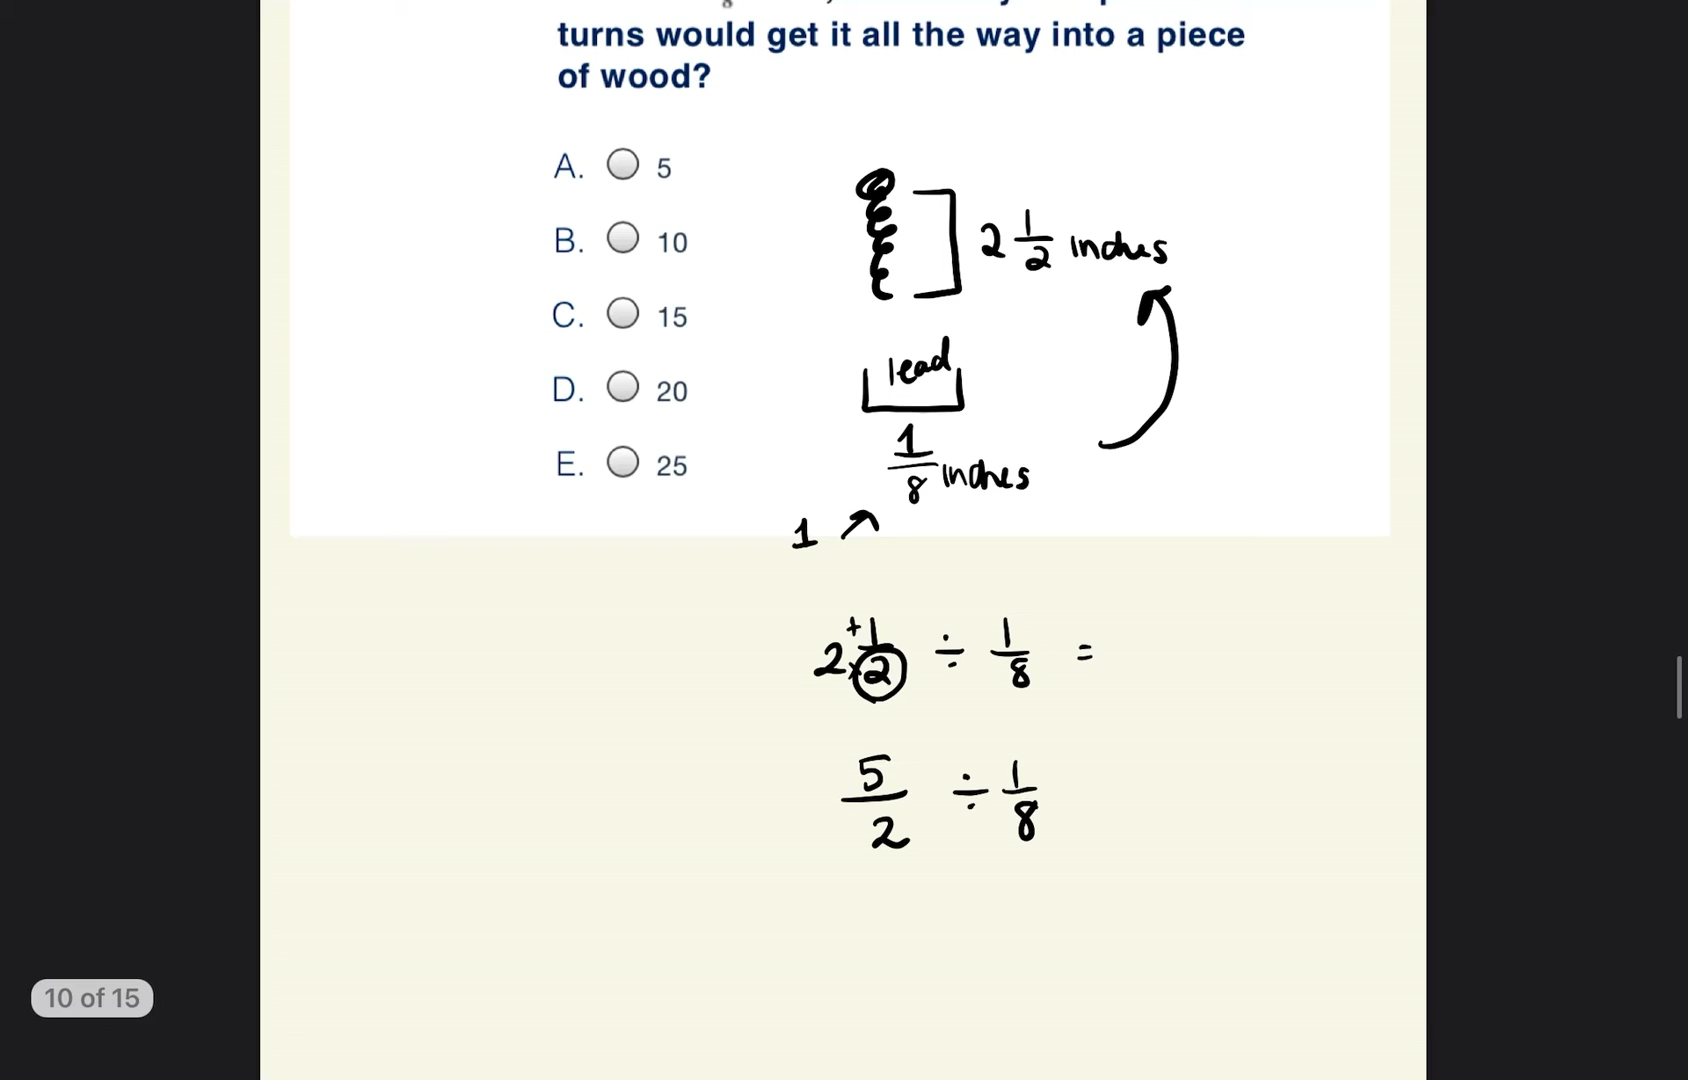 turns would get it all the way into a piece
of wood?
A. 5
B. 10
C. 15
D. 20
E. 25
2 1/2 inches
lead
1/8 inches
1
2 × + 1/2 ÷ 1/8 =
5/2 ÷ 1/8
10 of 15